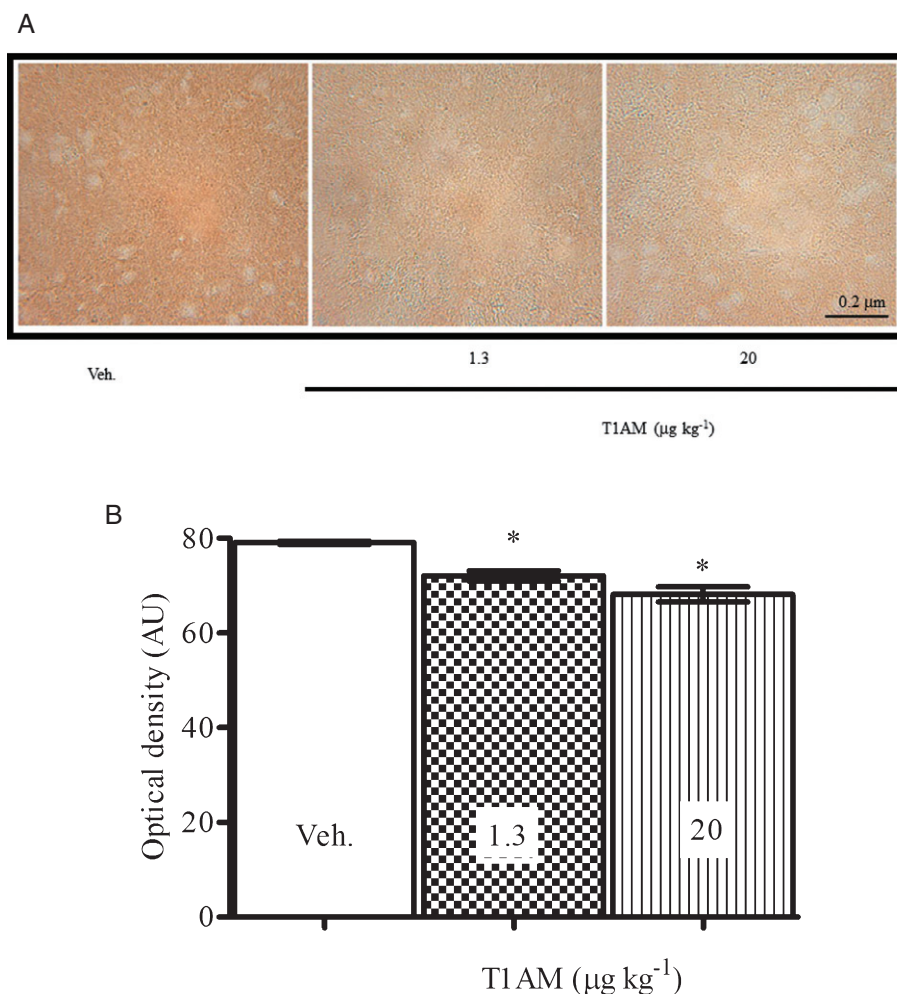 A
0.2 μm
Veh.
1.3
20
T1AM (μg kg⁻¹)
B
80
60
40
20
0
Optical density (AU)
*
*
Veh.
1.3
20
T1AM (μg kg⁻¹)